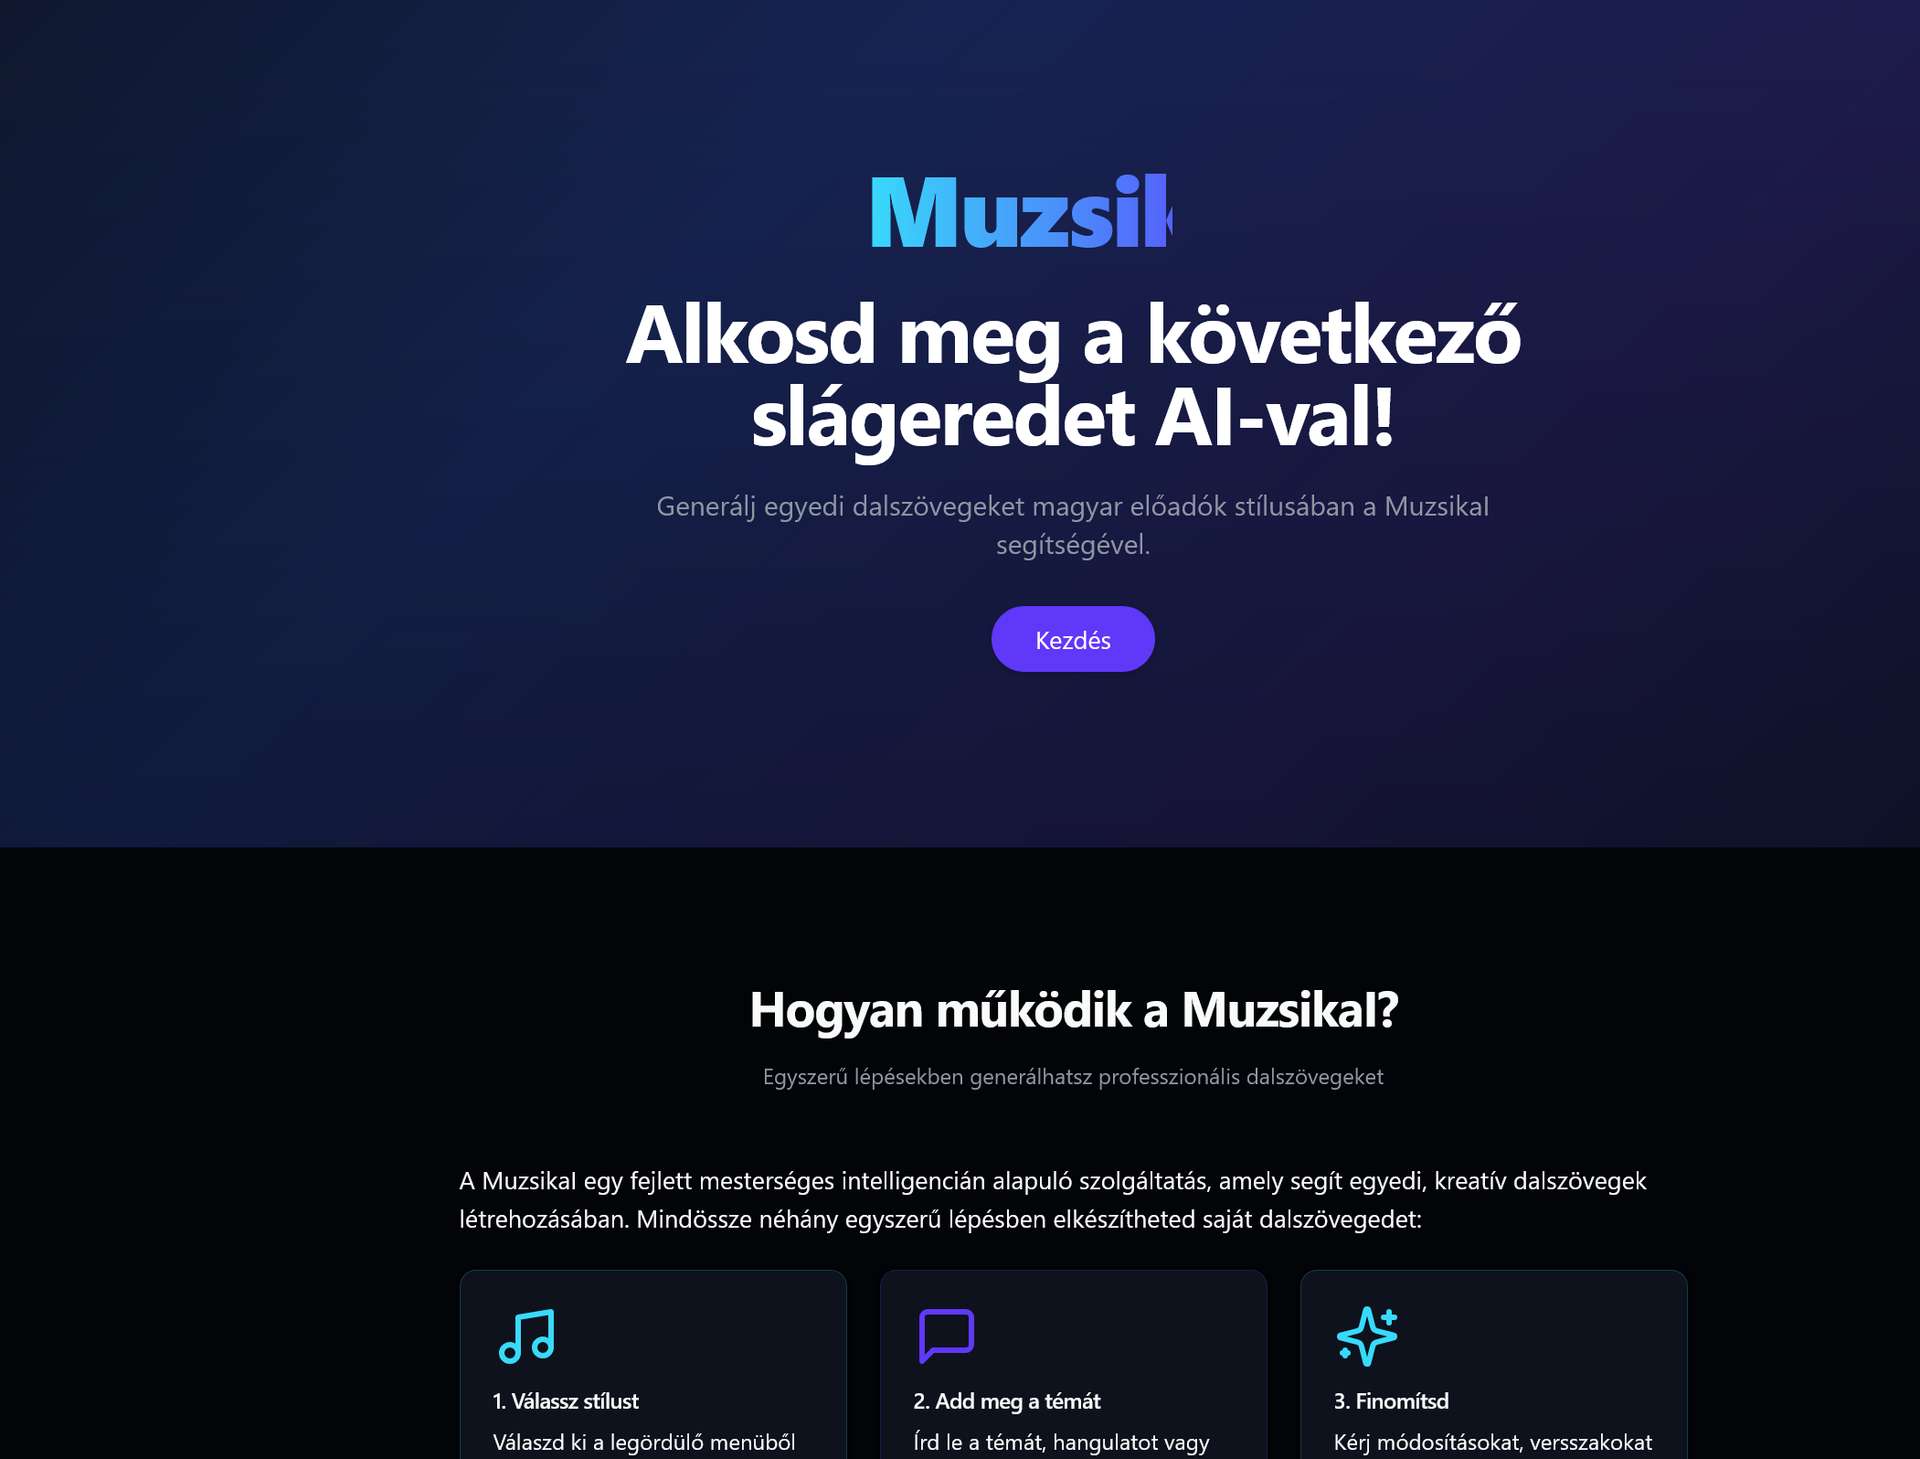 Muzsik
Alkosd meg a következő
slágeredet AI-val!
Generálj egyedi dalszövegeket magyar előadók stílusában a MuzsikaI
segítségével.
Kezdés
Hogyan működik a MuzsikaI?
Egyszerű lépésekben generálhatsz professzionális dalszövegeket
A MuzsikaI egy fejlett mesterséges intelligencián alapuló szolgáltatás, amely segít egyedi, kreatív dalszövegek
létrehozásában. Mindössze néhány egyszerű lépésben elkészítheted saját dalszövegedet:
1. Válassz stílust
Válaszd ki a legördülő menüből
2. Add meg a témát
Írd le a témát, hangulatot vagy
3. Finomítsd
Kérj módosításokat, versszakokat